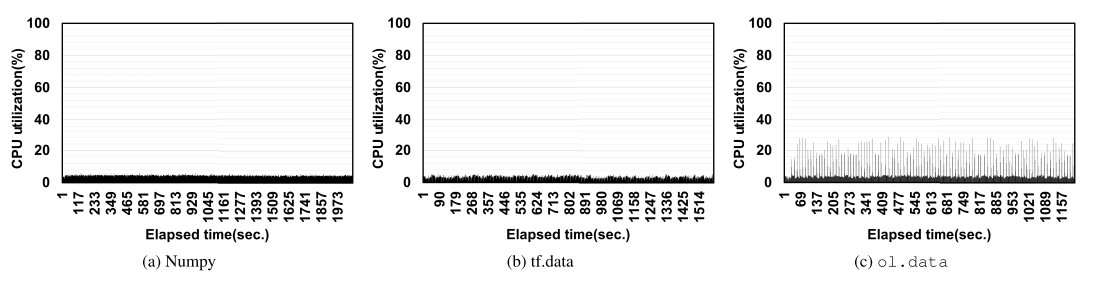 CPU utilization(%)
100
80
60
40
20
0
1 117 233 349 465 581 697 813 929 1045 1161 1277 1393 1509 1625 1741 1857 1973
Elapsed time(sec.)
(a) Numpy
CPU utilization(%)
100
80
60
40
20
0
1 90 179 268 357 446 535 624 713 802 891 980 1069 1158 1247 1336 1425 1514
Elapsed time(sec.)
(b) tf.data
CPU utilization(%)
100
80
60
40
20
0
1 69 137 205 273 341 409 477 545 613 681 749 817 885 953 1021 1089 1157
Elapsed time(sec.)
(c) ol.data